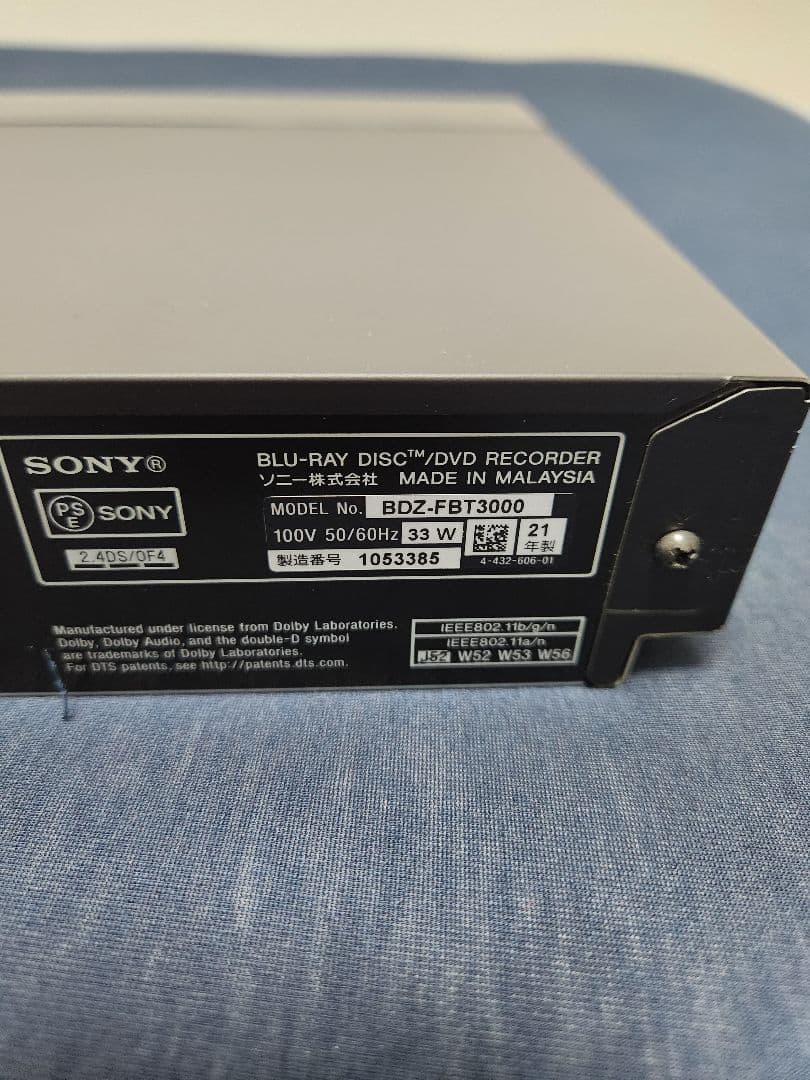 SONY®
BLU-RAY DISC™/DVD RECORDER
ソニー株式会社 MADE IN MALAYSIA
PS
E
SONY
MODEL No. BDZ-FBT3000
100V 50/60Hz 33 W
21
年製
2.4DS/OF4
製造番号 1053385
4-432-606-01
Manufactured under license from Dolby Laboratories.
Dolby, Dolby Audio, and the double-D symbol
are trademarks of Dolby Laboratories.
For DTS patents, see http://patents.dts.com.
IEEE802.11b/g/n
IEEE802.11a/n
J52 W52 W53 W56